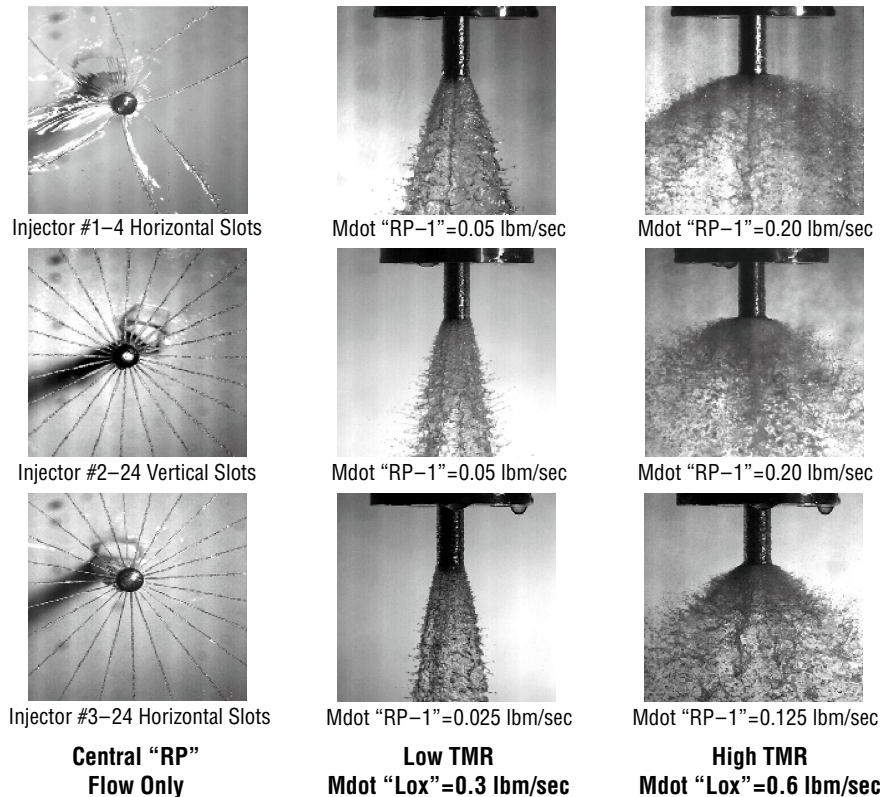 Injector #1–4 Horizontal Slots
Mdot “RP–1”=0.05 lbm/sec
Mdot “RP–1”=0.20 lbm/sec
Injector #2–24 Vertical Slots
Mdot “RP–1”=0.05 lbm/sec
Mdot “RP–1”=0.20 lbm/sec
Injector #3–24 Horizontal Slots
Mdot “RP–1”=0.025 lbm/sec
Mdot “RP–1”=0.125 lbm/sec
Central “RP”
Flow Only
Low TMR
Mdot “Lox”=0.3 lbm/sec
High TMR
Mdot “Lox”=0.6 lbm/sec